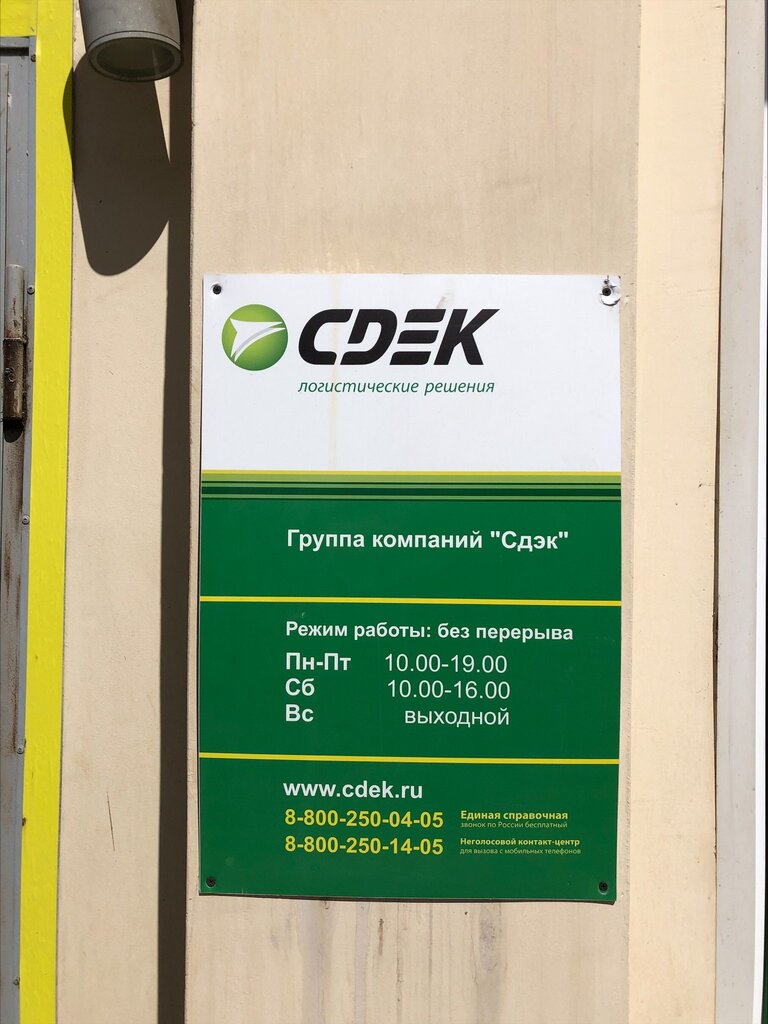 CDEK
логистические решения
Группа компаний "Сдэк"
Режим работы: без перерыва
Пн-Пт 10.00-19.00
Сб 10.00-16.00
Вс выходной
www.cdek.ru
8-800-250-04-05 Единая справочная
звонок по России бесплатный
8-800-250-14-05 Неголосовой контакт-центр
для вызова с мобильных телефонов